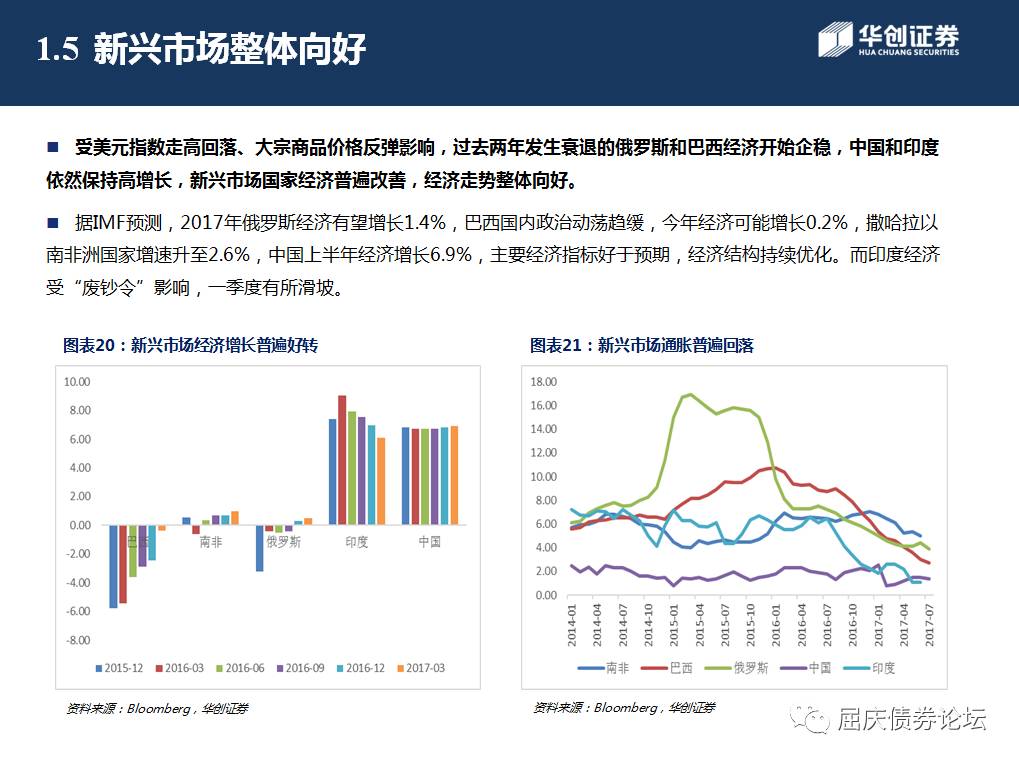 1.5 新兴市场整体向好
华创证券
HUA CHUANG SECURITIES
■ 受美元指数走高回落、大宗商品价格反弹影响，过去两年发生衰退的俄罗斯和巴西经济开始企稳，中国和印度
依然保持高增长，新兴市场国家经济普遍改善，经济走势整体向好。
■ 据IMF预测，2017年俄罗斯经济有望增长1.4%，巴西国内政治动荡趋缓，今年经济可能增长0.2%，撒哈拉以
南非洲国家增速升至2.6%，中国上半年经济增长6.9%，主要经济指标好于预期，经济结构持续优化。而印度经济
受“废钞令”影响，一季度有所滑坡。
图表20：新兴市场经济增长普遍好转
10.00
8.00
6.00
4.00
2.00
0.00
-2.00
-4.00
-6.00
-8.00
巴西 南非 俄罗斯 印度 中国
2015-12 2016-03 2016-06 2016-09 2016-12 2017-03
资料来源：Bloomberg，华创证券
图表21：新兴市场通胀普遍回落
18.00
16.00
14.00
12.00
10.00
8.00
6.00
4.00
2.00
0.00
2014-01 2014-04 2014-07 2014-10 2015-01 2015-04 2015-07 2015-10 2016-01 2016-04 2016-07 2016-10 2017-01 2017-04 2017-07
南非 巴西 俄罗斯 中国 印度
资料来源：Bloomberg，华创证券
屈庆债券论坛